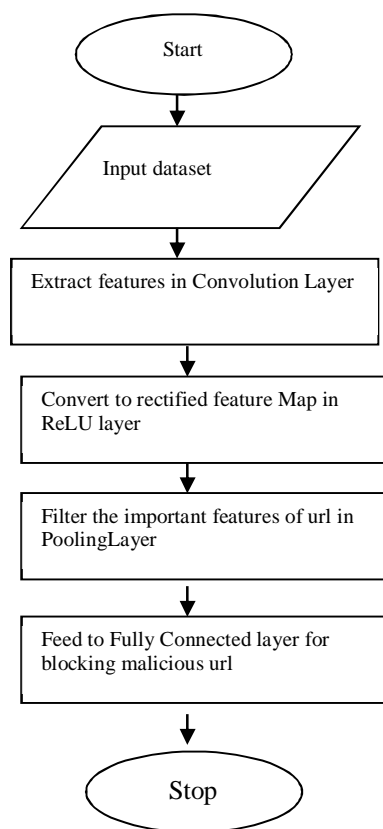 Start
Input dataset
Extract features in Convolution Layer
Convert to rectified feature Map in
ReLU layer
Filter the important features of url in
PoolingLayer
Feed to Fully Connected layer for
blocking malicious url
Stop